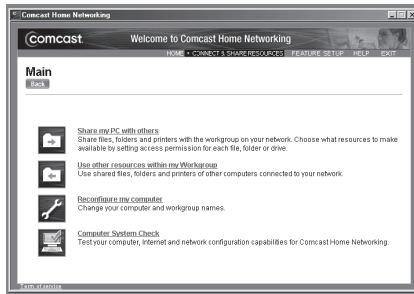 Comcast Home Networking
Comcast. Welcome to Comcast Home Networking
HOME • CONNECT & SHARE RESOURCES FEATURE SETUP HELP EXIT
Main
Back
Share my PC with others
Share files, folders and printers with the workgroup on your network. Choose what resources to make
available by setting access permission for each file, folder or drive.
Use other resources within my Workgroup
Use shared files, folders and printers of other computers connected to your network.
Reconfigure my computer
Change your computer and workgroup names.
Computer System Check
Test your computer, Internet and network configuration capabilities for Comcast Home Networking.
Term of service